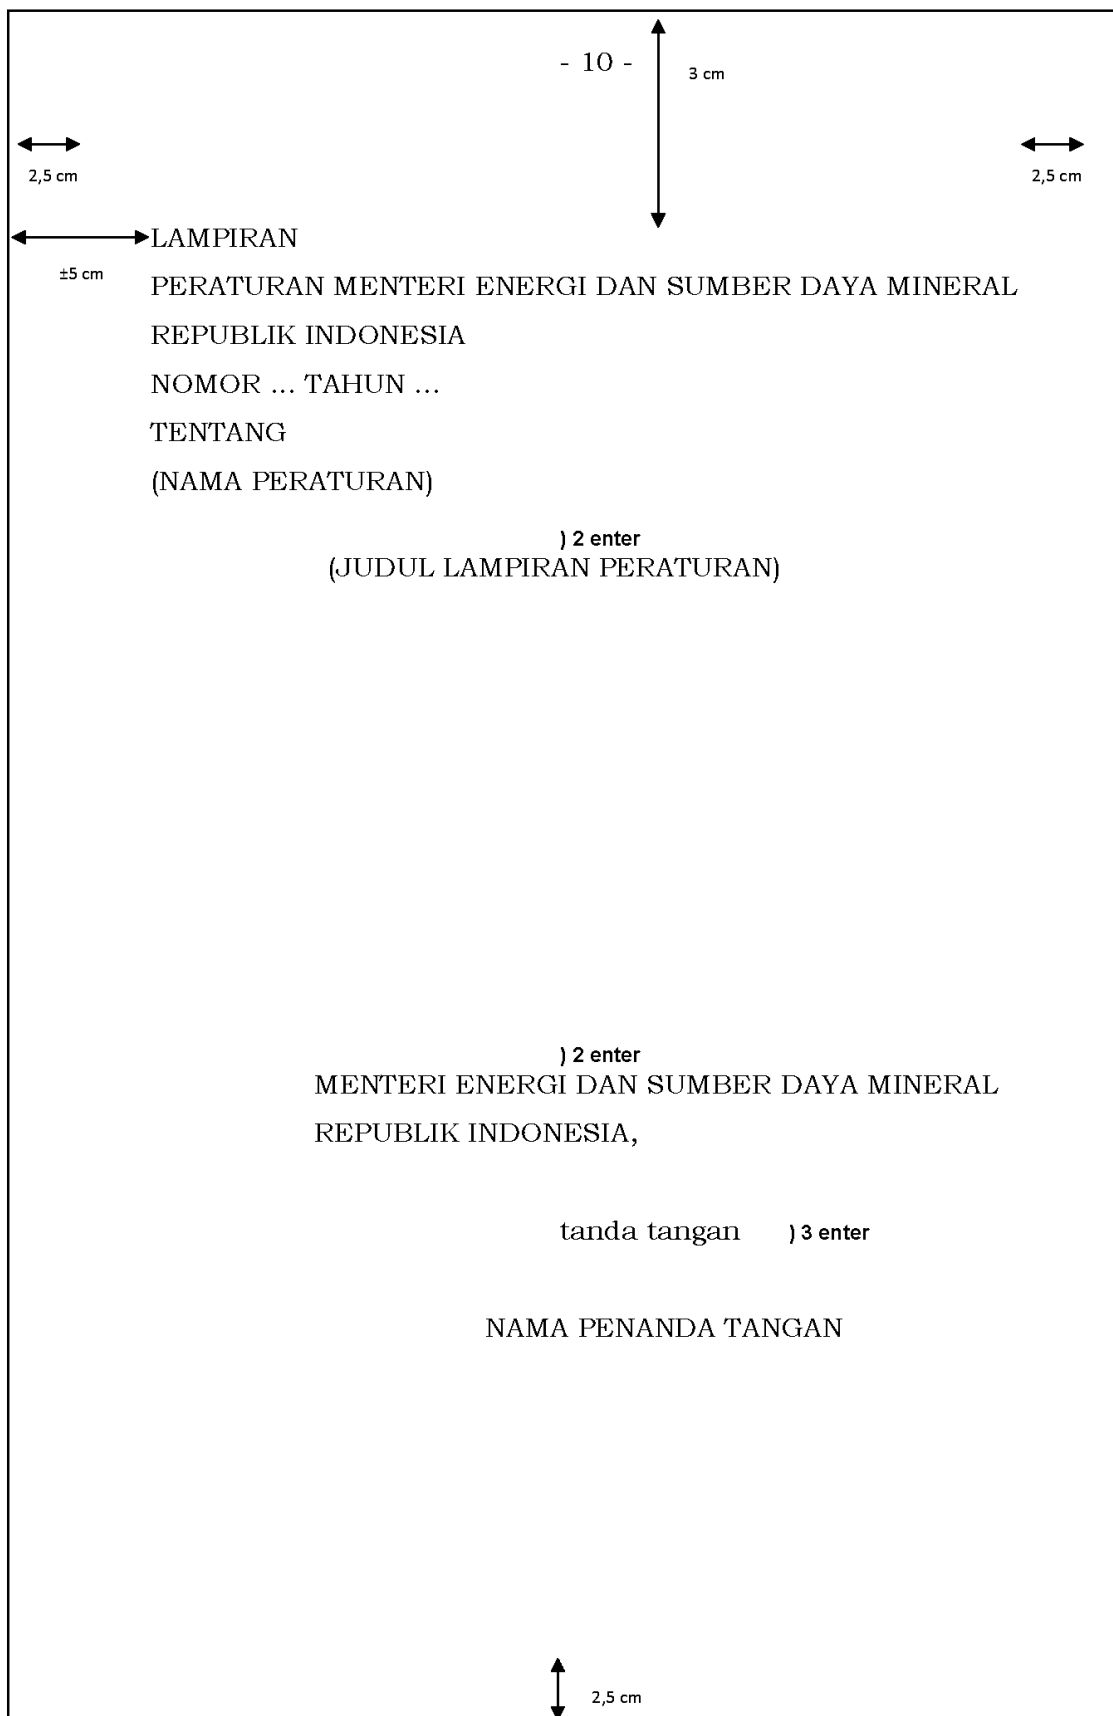 - 10 -
3 cm
2,5 cm
2,5 cm
LAMPIRAN
±5 cm
PERATURAN MENTERI ENERGI DAN SUMBER DAYA MINERAL
REPUBLIK INDONESIA
NOMOR ... TAHUN ...
TENTANG
(NAMA PERATURAN)
) 2 enter
(JUDUL LAMPIRAN PERATURAN)
) 2 enter
MENTERI ENERGI DAN SUMBER DAYA MINERAL
REPUBLIK INDONESIA,
tanda tangan ) 3 enter
NAMA PENANDA TANGAN
2,5 cm